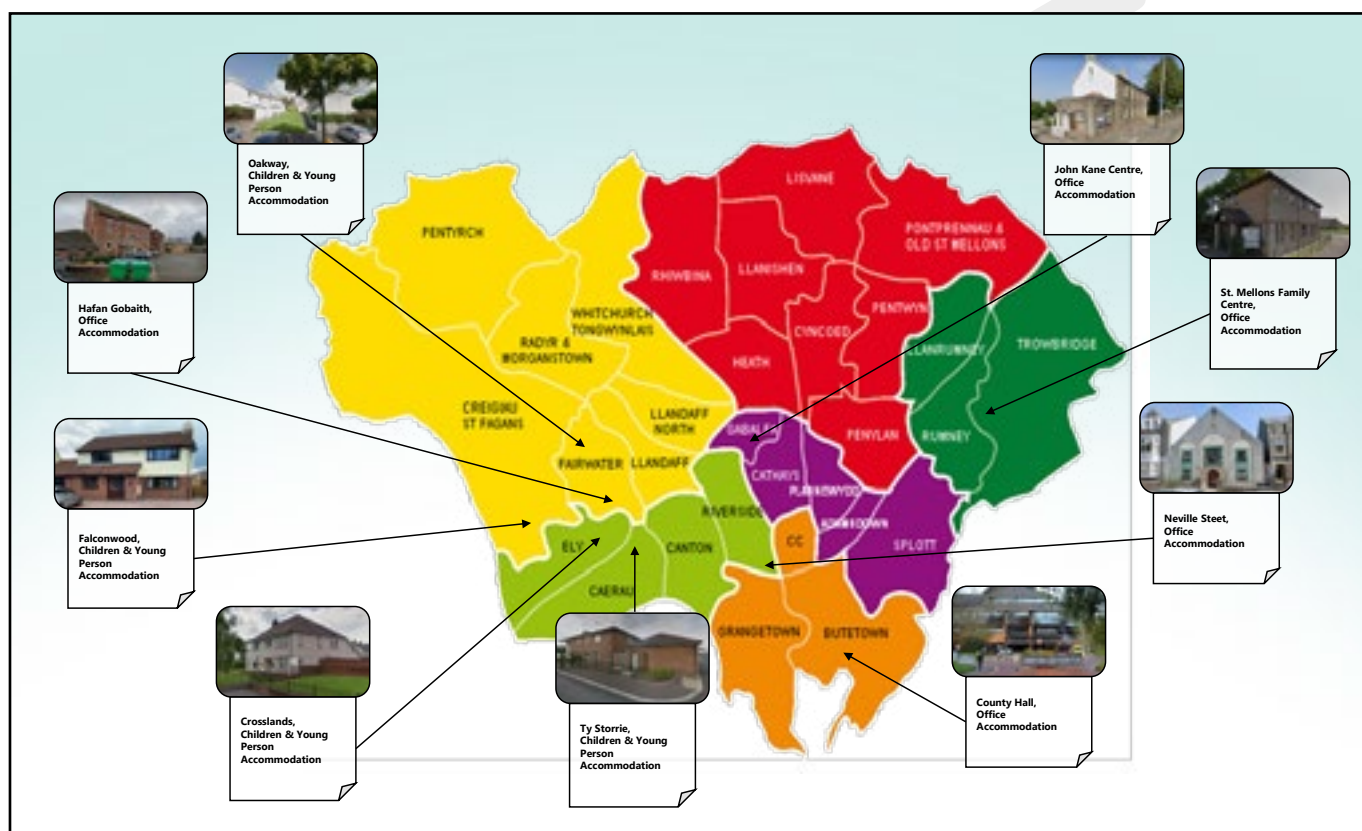 Oakway,
Children & Young
Person
Accommodation
John Kane Centre,
Office
Accommodation
Hafan Gobaith,
Office
Accommodation
St. Mellons Family
Centre,
Office
Accommodation
Falconwood,
Children & Young
Person
Accommodation
Neville Steet,
Office
Accommodation
Crosslands,
Children & Young
Person
Accommodation
Ty Storrie,
Children & Young
Person
Accommodation
County Hall,
Office
Accommodation
PENTYRCH
LISVANE
PONTPRENNAU &
OLD ST MELLONS
RHIWBINA
LLANISHEN
WHITCHURCH
TONGWYNLAIS
PENTWYN
CYNCOED
RADYR &
MORGANSTOWN
LLANRUMNEY
TROWBRIDGE
HEATH
CREIGIAU
ST FAGANS
LLANDAFF
NORTH
GABALFA
PENYLAN
RUMNEY
FAIRWATER
LLANDAFF
CATHAYS
PLASNEWYDD
RIVERSIDE
ADAMSDOWN
ELY
CANTON
CC
SPLOTT
CAERAU
GRANGETOWN
BUTETOWN